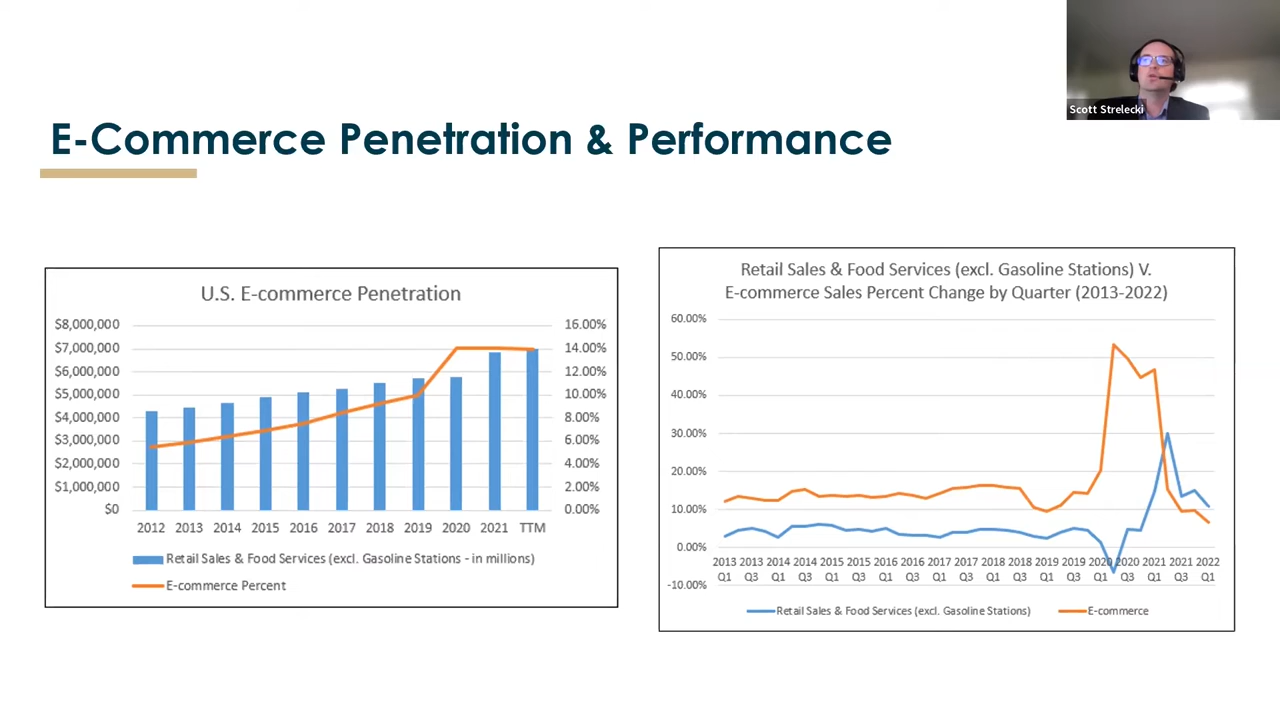 Scott Strelecki
E-Commerce Penetration & Performance
U.S. E-commerce Penetration
$8,000,000
$7,000,000
$6,000,000
$5,000,000
$4,000,000
$3,000,000
$2,000,000
$1,000,000
$0
16.00%
14.00%
12.00%
10.00%
8.00%
6.00%
4.00%
2.00%
0.00%
2012 2013 2014 2015 2016 2017 2018 2019 2020 2021 TTM
Retail Sales & Food Services (excl. Gasoline Stations - in millions)
E-commerce Percent
Retail Sales & Food Services (excl. Gasoline Stations) V.
E-commerce Sales Percent Change by Quarter (2013-2022)
60.00%
50.00%
40.00%
30.00%
20.00%
10.00%
0.00%
-10.00%
2013 2013 2014 2014 2015 2015 2016 2016 2017 2017 2018 2018 2019 2019 2020 2020 2021 2021 2022
Q1 Q3 Q1 Q3 Q1 Q3 Q1 Q3 Q1 Q3 Q1 Q3 Q1 Q3 Q1 Q3 Q1 Q3 Q1
Retail Sales & Food Services (excl. Gasoline Stations) E-commerce